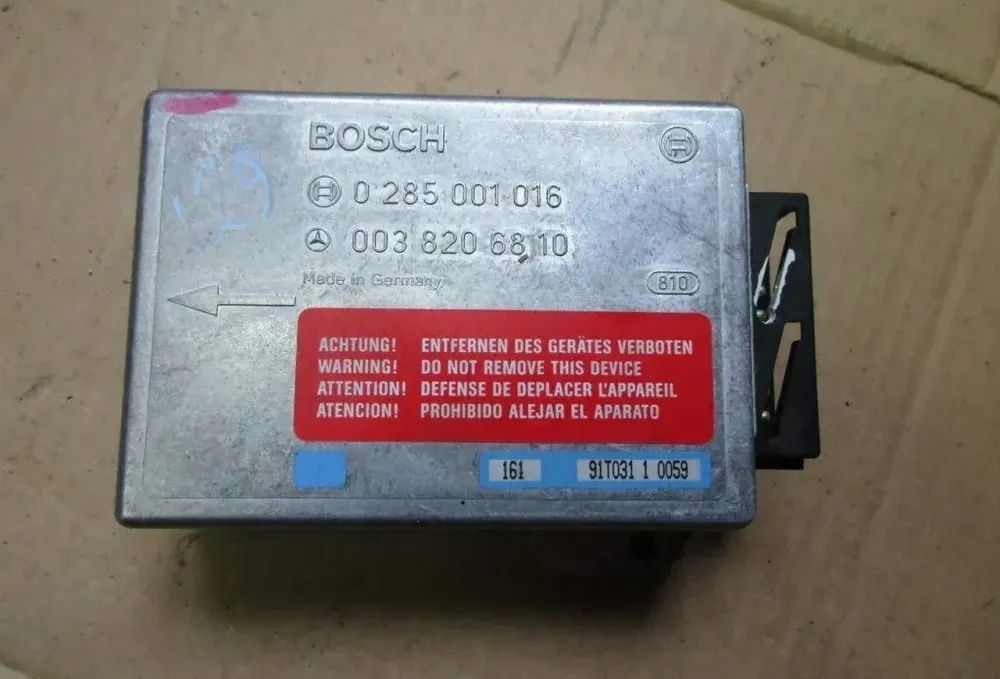 BOSCH
0 285 001 016
003 820 68 10
Made in Germany
810
ACHTUNG! ENTFERNEN DES GERÄTES VERBOTEN
WARNING! DO NOT REMOVE THIS DEVICE
ATTENTION! DEFENSE DE DEPLACER L'APPAREIL
ATENCION! PROHIBIDO ALEJAR EL APARATO
161 91T031 1 0059